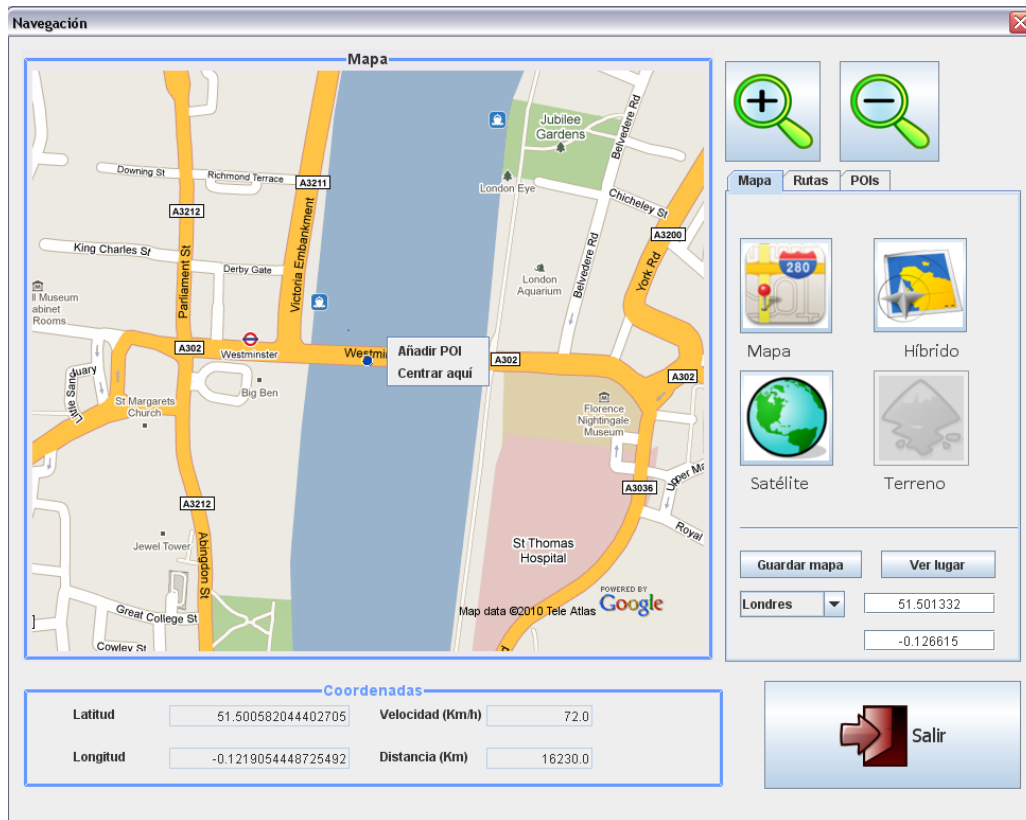 Navegación
Mapa
Jubilee
Gardens
Belvedere Rd
London Eye
Chicheley St
Downing St
Richmond Terrace
A3211
A3212
A3200
King Charles St
Derby Gate
Parliament St
Victoria Embankment
London
Aquarium
Belvedere Rd
York Rd
Museum
Rooms
A302
Westminster
Añadir POI
Centrar aquí
A302
A302
Big Ben
Little Sanctuary
St Margarets
Church
Florence
Nightingale
Museum
A3212
A3036
Royal
Abingdon St
Jewel Tower
St Thomas
Hospital
Great College St
Cowley St
POWERED BY
Google
Map data ©2010 Tele Atlas
280
Mapa
Rutas
POIs
Mapa
Híbrido
Satélite
Terreno
Guardar mapa
Ver lugar
Londres
51.501332
-0.126615
Coordenadas
Latitud
51.500582044402705
Velocidad (Km/h)
72.0
Longitud
-0.1219054448725492
Distancia (Km)
16230.0
Salir